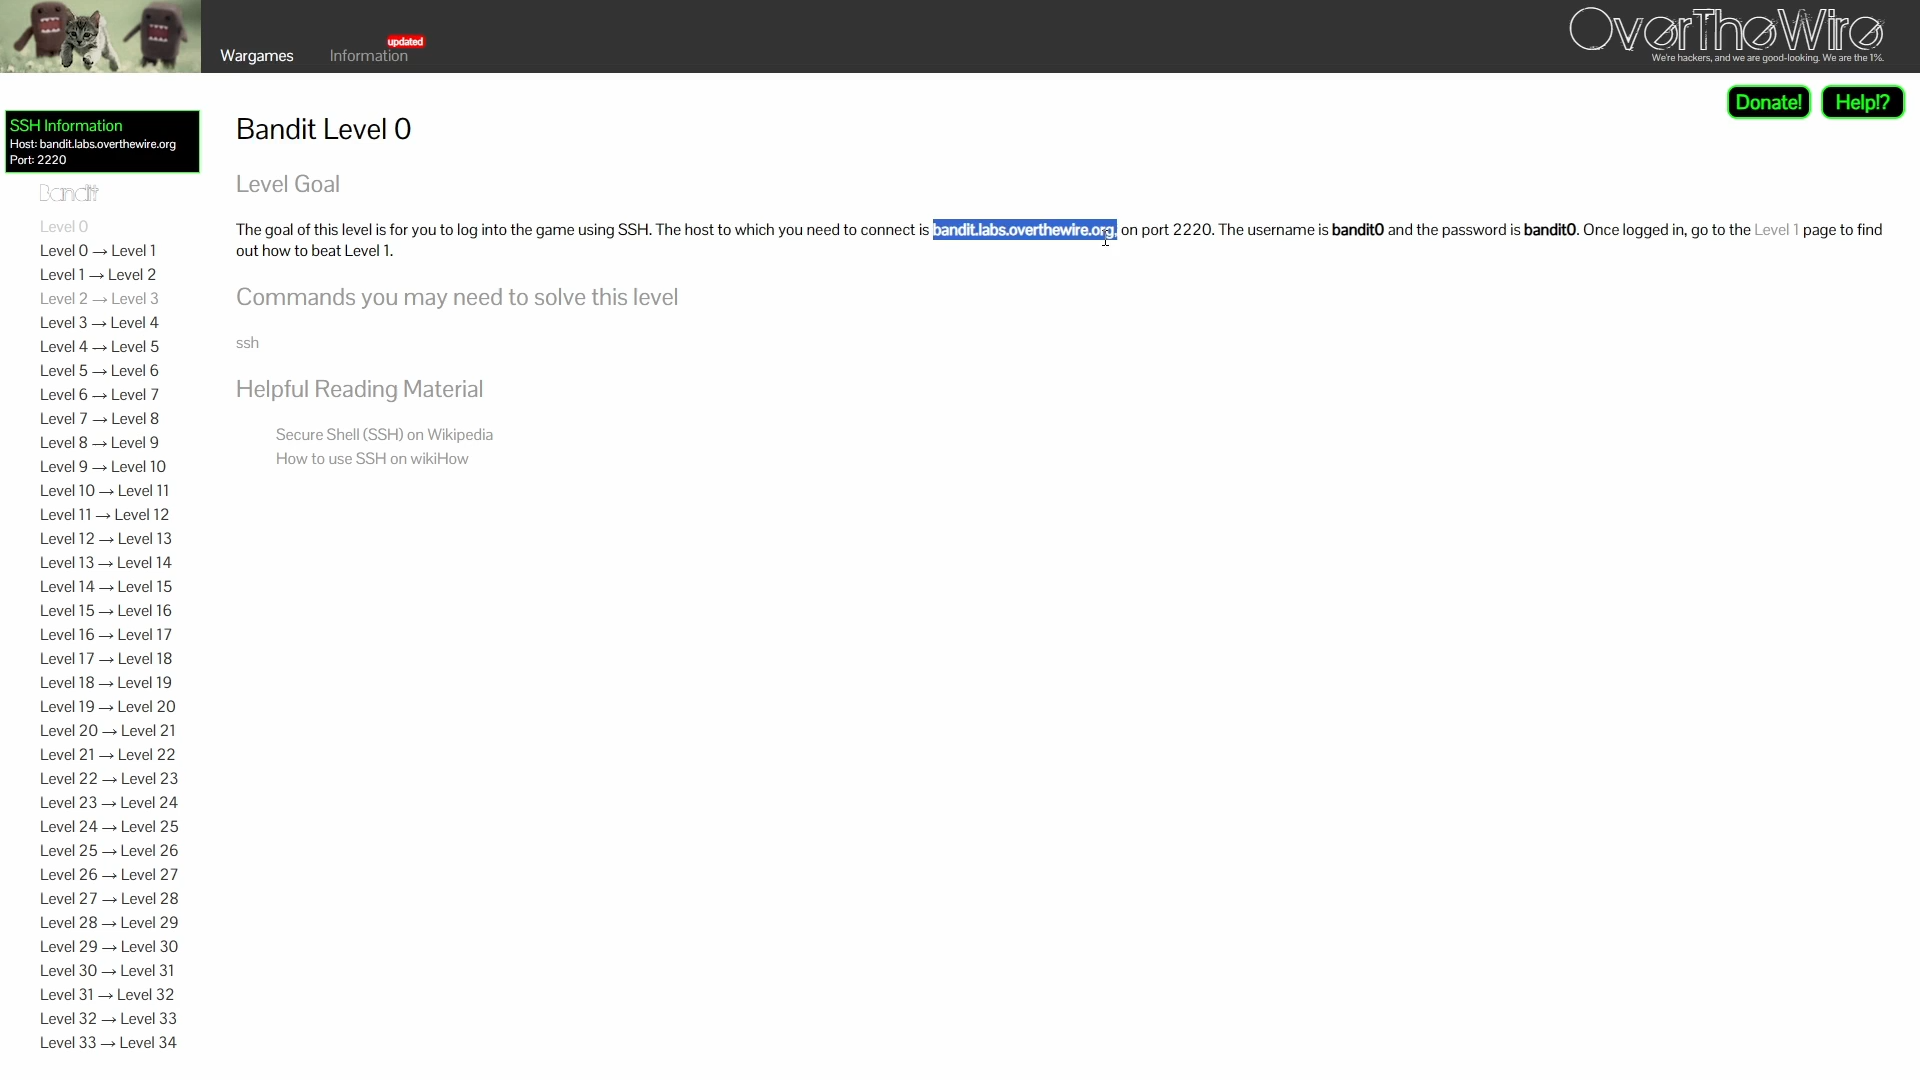 Wargames
Information
updated
OverTheWire
We're hackers, and we are good-looking. We are the 1%.
Donate!
Help!?
SSH Information
Host: bandit.labs.overthewire.org
Port: 2220
Bandit
Level 0
Level 0 → Level 1
Level 1 → Level 2
Level 2 → Level 3
Level 3 → Level 4
Level 4 → Level 5
Level 5 → Level 6
Level 6 → Level 7
Level 7 → Level 8
Level 8 → Level 9
Level 9 → Level 10
Level 10 → Level 11
Level 11 → Level 12
Level 12 → Level 13
Level 13 → Level 14
Level 14 → Level 15
Level 15 → Level 16
Level 16 → Level 17
Level 17 → Level 18
Level 18 → Level 19
Level 19 → Level 20
Level 20 → Level 21
Level 21 → Level 22
Level 22 → Level 23
Level 23 → Level 24
Level 24 → Level 25
Level 25 → Level 26
Level 26 → Level 27
Level 27 → Level 28
Level 28 → Level 29
Level 29 → Level 30
Level 30 → Level 31
Level 31 → Level 32
Level 32 → Level 33
Level 33 → Level 34
Bandit Level 0
Level Goal
The goal of this level is for you to log into the game using SSH. The host to which you need to connect is bandit.labs.overthewire.org, on port 2220. The username is bandit0 and the password is bandit0. Once logged in, go to the Level 1 page to find
out how to beat Level 1.
Commands you may need to solve this level
ssh
Helpful Reading Material
Secure Shell (SSH) on Wikipedia
How to use SSH on wikiHow